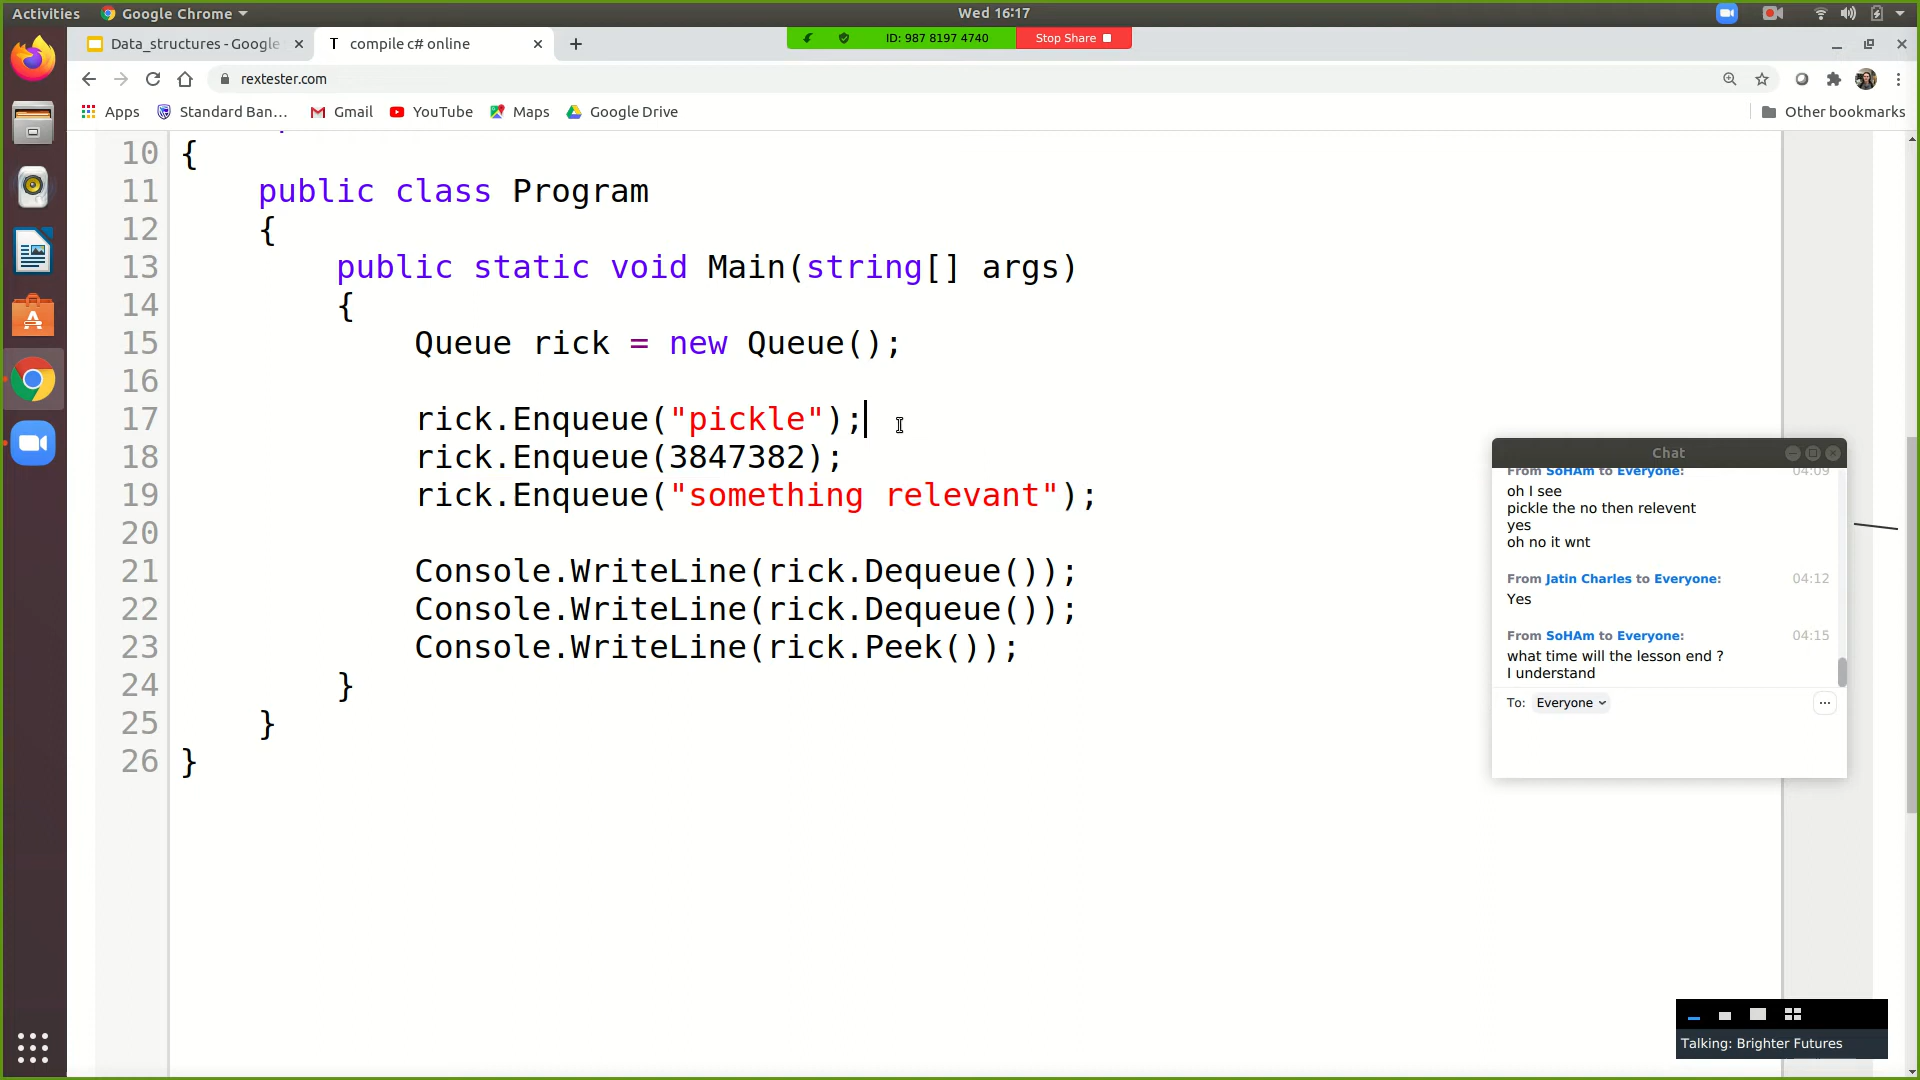 Activities Google Chrome Wed 16:17
Data_structures - Google compile c# online ID: 987 8197 4740 Stop Share
rextester.com
Apps Standard Ban... Gmail YouTube Maps Google Drive Other bookmarks
10 {
11 public class Program
12 {
13 public static void Main(string[] args)
14 {
15 Queue rick = new Queue();
16
17 rick.Enqueue("pickle");
18 rick.Enqueue(3847382);
19 rick.Enqueue("something relevant");
20
21 Console.WriteLine(rick.Dequeue());
22 Console.WriteLine(rick.Dequeue());
23 Console.WriteLine(rick.Peek());
24 }
25 }
26 }
Chat
From SoHAm to Everyone: 04:09
oh I see
pickle the no then relevent
yes
oh no it wnt
From Jatin Charles to Everyone: 04:12
Yes
From SoHAm to Everyone: 04:15
what time will the lesson end ?
I understand
To: Everyone
Talking: Brighter Futures